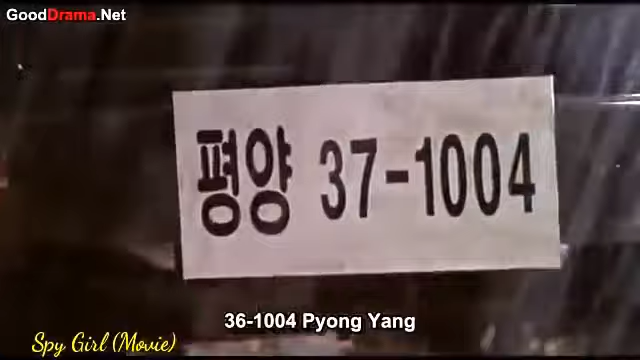 GoodDrama.Net
평양 37-1004
36-1004 Pyong Yang
Spy Girl (Movie)